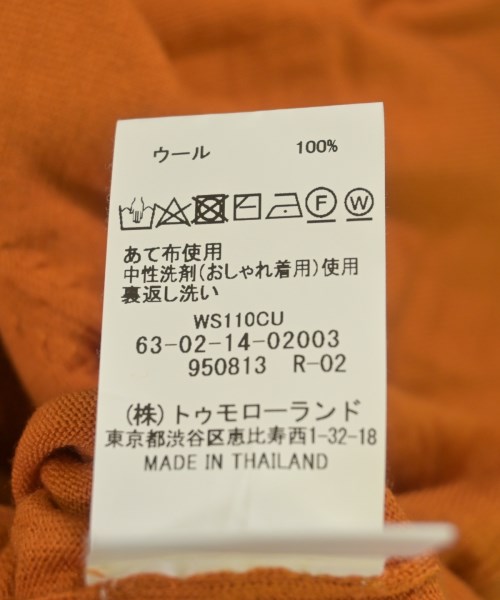 ウール 100%
F W
あて布使用
中性洗剤(おしゃれ着用)使用
裏返し洗い
WS110CU
63-02-14-02003
950813 R-02
(株)トゥモローランド
東京都渋谷区恵比寿西1-32-18
MADE IN THAILAND